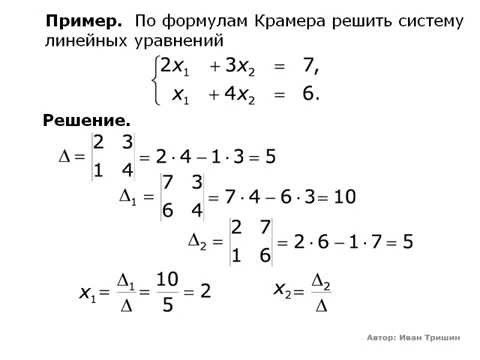 Пример. По формулам Крамера решить систему
линейных уравнений
{ 2x₁ + 3x₂ = 7,
x₁ + 4x₂ = 6.
Решение.
Δ = |2 3; 1 4| = 2 · 4 – 1 · 3 = 5
Δ₁ = |7 3; 6 4| = 7 · 4 – 6 · 3 = 10
Δ₂ = |2 7; 1 6| = 2 · 6 – 1 · 7 = 5
x₁ = Δ₁/Δ = 10/5 = 2 x₂ = Δ₂/Δ
Автор: Иван Тришин